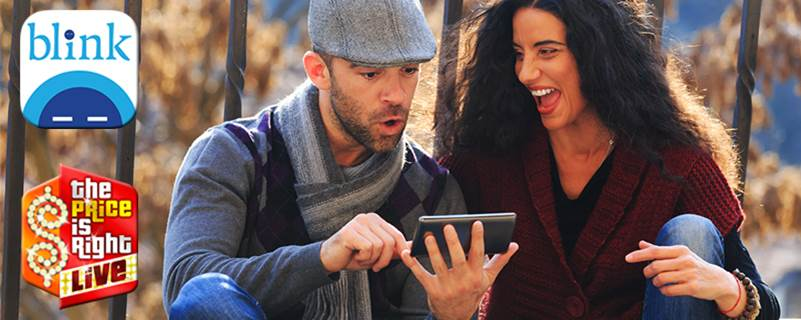 blink
the
PRiCE
is
Right
LiVE